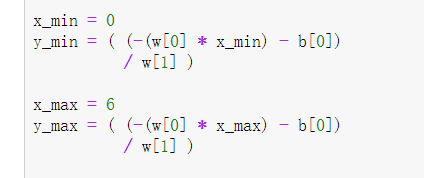 x_min = 0
y_min = ( (-(w[0] * x_min) - b[0])
/ w[1] )
x_max = 6
y_max = ( (-(w[0] * x_max) - b[0])
/ w[1] )